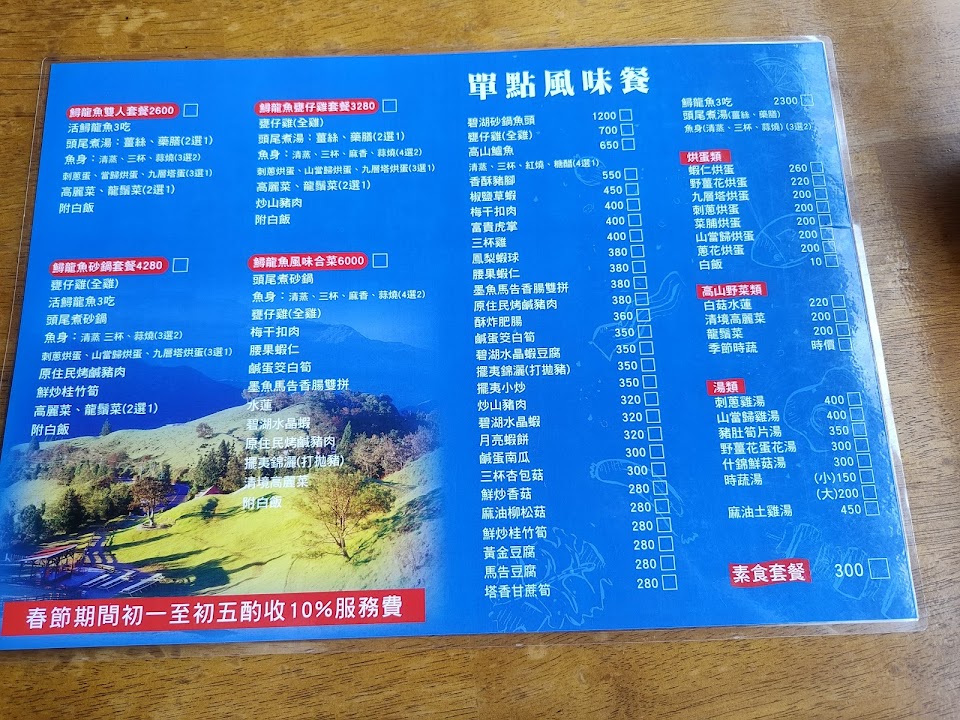 鱘龍魚雙人套餐2600
活鱘龍魚3吃
頭尾煮湯：薑絲、藥膳(2選1)
魚身：清蒸、三杯、蒜燒(3選2)
刺蔥蛋、當歸烘蛋、九層塔烘蛋(3選1)
高麗菜、龍鬚菜(2選1)
附白飯
鱘龍魚甕仔雞套餐3280
甕仔雞(全雞)
頭尾煮湯：薑絲、藥膳(2選1)
魚身：清蒸、三杯、麻香、蒜燒(4選2)
刺蔥烘蛋、山當歸烘蛋、九層塔烘蛋(3選1)
高麗菜、龍鬚菜(2選1)
炒山豬肉
附白飯
鱘龍魚砂鍋套餐4280
甕仔雞(全雞)
活鱘龍魚3吃
頭尾煮砂鍋
魚身：清蒸 三杯、蒜燒(3選2)
刺蔥烘蛋、山當歸烘蛋、九層塔烘蛋(3選1)
原住民烤鹹豬肉
鮮炒桂竹筍
高麗菜、龍鬚菜(2選1)
附白飯
鱘龍魚風味合菜6000
頭尾煮砂鍋
魚身：清蒸、三杯、麻香、蒜燒(4選2)
甕仔雞(全雞)
梅干扣肉
腰果蝦仁
鹹蛋筊白筍
墨魚馬告香腸雙拼
水蓮
碧湖水晶蝦
原住民烤鹹豬肉
擺夷錦灑(打拋豬)
清境高麗菜
附白飯
春節期間初一至初五酌收10%服務費
單點風味餐
碧湖砂鍋魚頭 1200
甕仔雞(全雞) 700
高山鱸魚 650
清蒸、三杯、紅燒、糖醋(4選1)
香酥豬腳 550
椒鹽草蝦 450
梅干扣肉 400
富貴虎掌 400
三杯雞 400
鳳梨蝦球 380
腰果蝦仁 380
墨魚馬告香腸雙拼 380
原住民烤鹹豬肉 380
酥炸肥腸 360
鹹蛋筊白筍 350
碧湖水晶蝦豆腐 350
擺夷錦灑(打拋豬) 350
擺夷小炒 350
炒山豬肉 320
碧湖水晶蝦 320
月亮蝦餅 320
鹹蛋南瓜 300
三杯杏包菇 300
鮮炒香菇 280
麻油柳松菇 280
鮮炒桂竹筍 280
黃金豆腐 280
馬告豆腐 280
塔香甘蔗筍 280
鱘龍魚3吃 2300
頭尾煮湯(薑絲、藥膳)
魚身(清蒸、三杯、蒜燒)(3選2)
烘蛋類
蝦仁烘蛋 260
野薑花烘蛋 220
九層塔烘蛋 200
刺蔥烘蛋 200
菜脯烘蛋 200
山當歸烘蛋 200
蔥花烘蛋 200
白飯 10
高山野菜類
白菇水蓮 220
清境高麗菜 200
龍鬚菜 200
季節時蔬 時價
湯類
刺蔥雞湯 400
山當歸雞湯 400
豬肚筍片湯 350
野薑花蛋花湯 300
什錦鮮菇湯 300
時蔬湯 (小)150
(大)200
麻油土雞湯 450
素食套餐 300